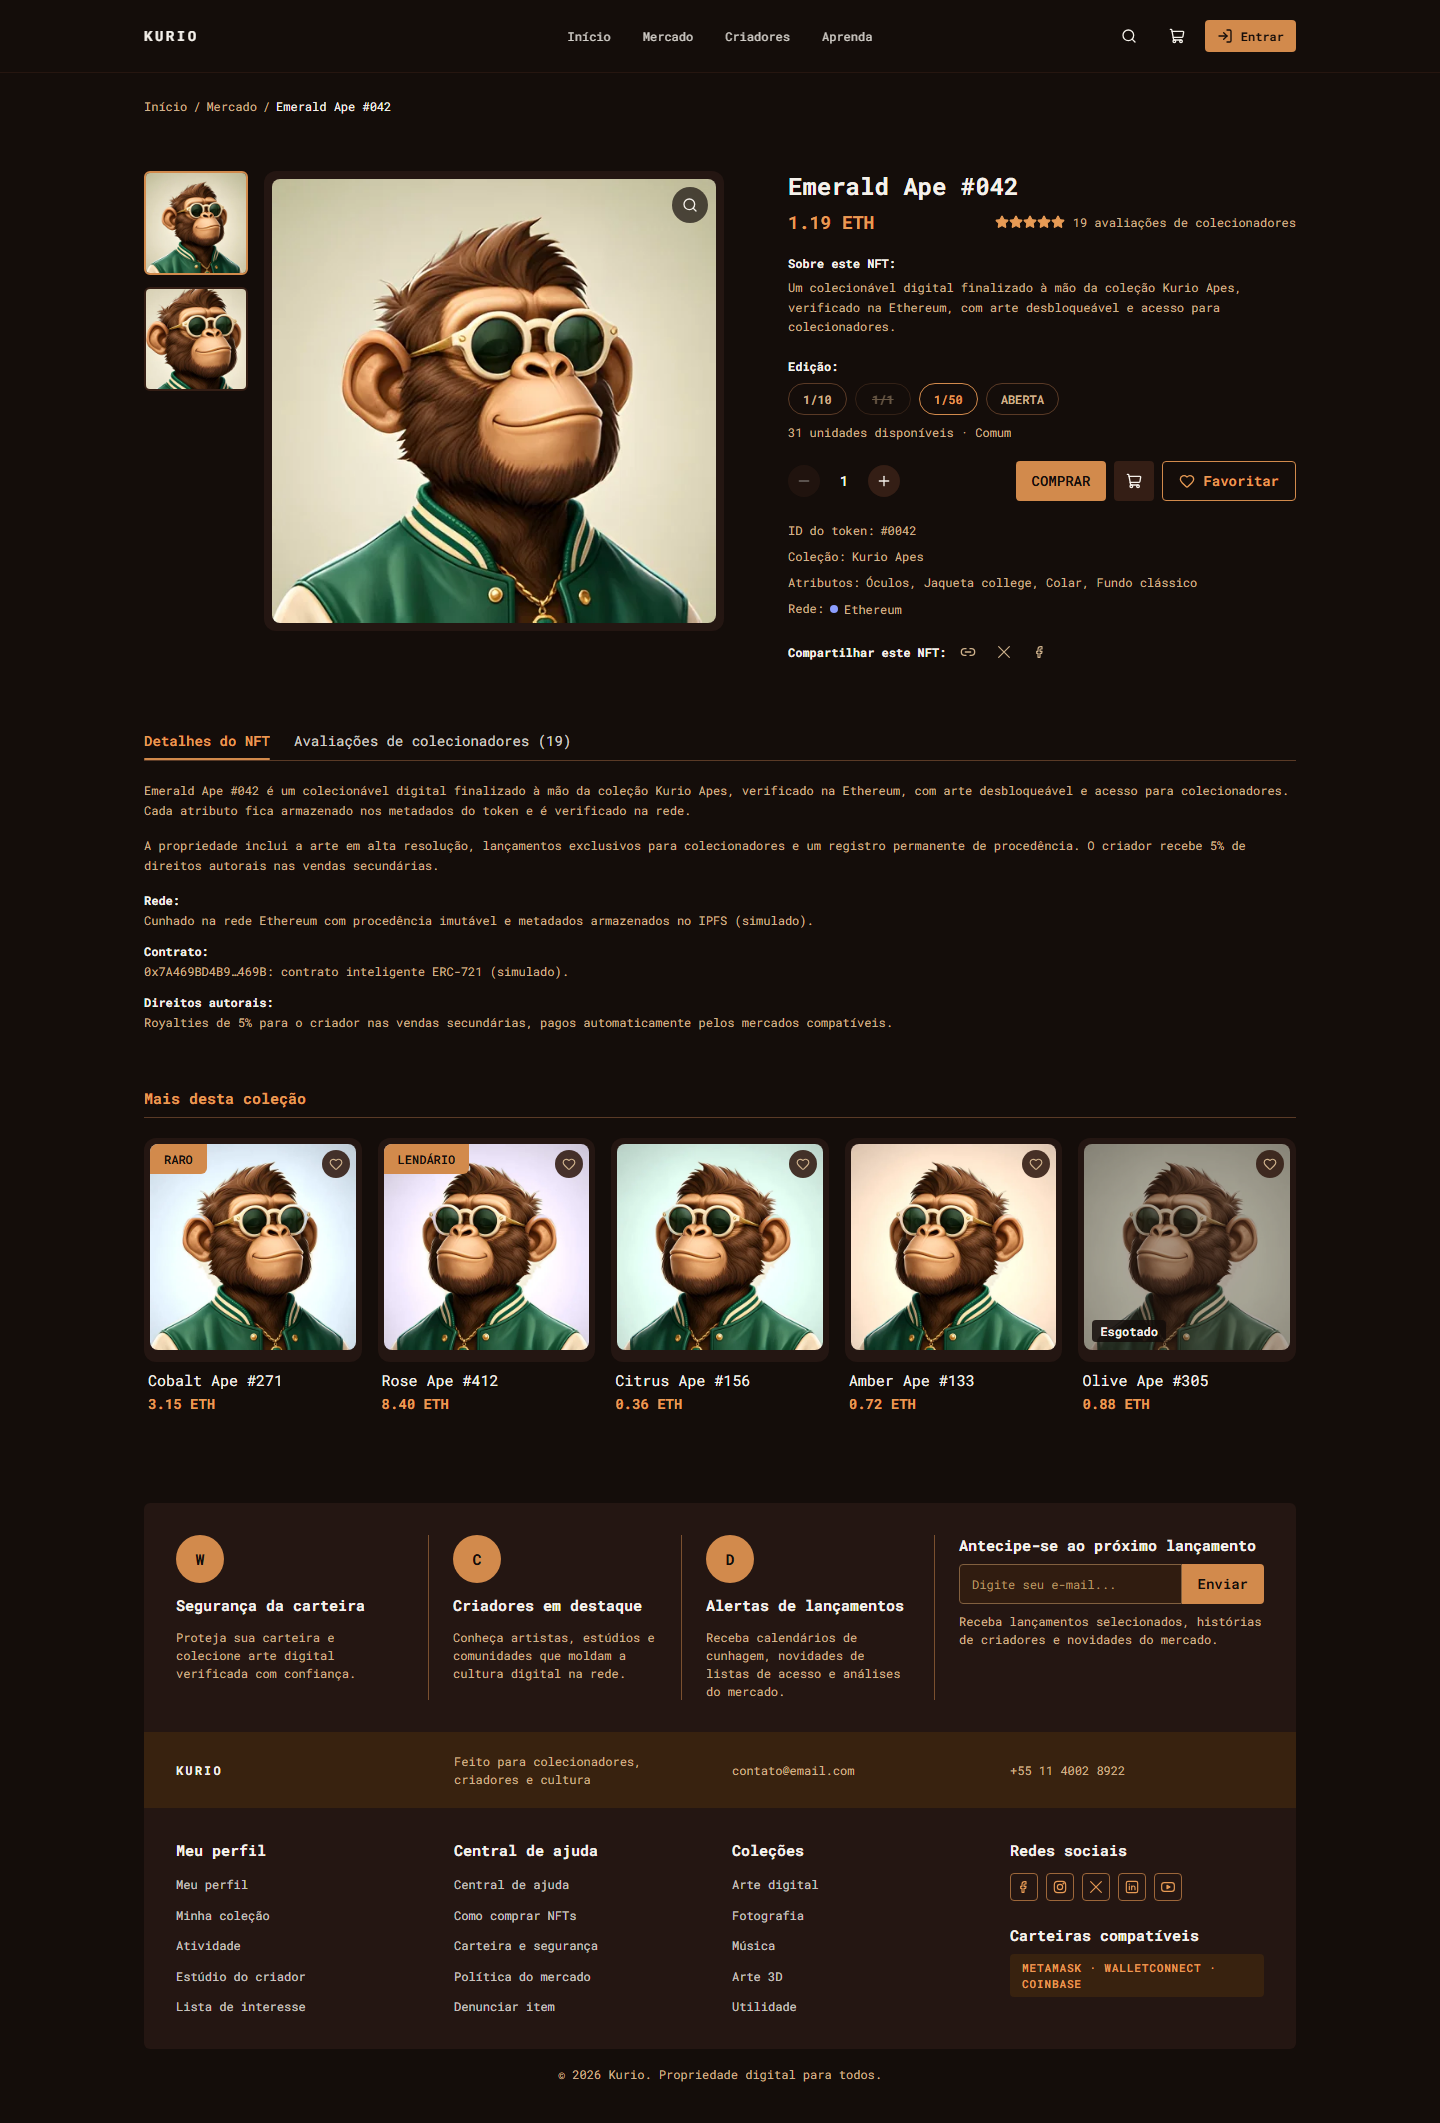 KURIO
Início
Mercado
Criadores
Aprenda
Entrar
Início / Mercado / Emerald Ape #042
Emerald Ape #042
1.19 ETH
19 avaliações de colecionadores
Sobre este NFT:
Um colecionável digital finalizado à mão da coleção Kurio Apes,
verificado na Ethereum, com arte desbloqueável e acesso para
colecionadores.
Edição:
1/10
1/1
1/50
ABERTA
31 unidades disponíveis · Comum
1
COMPRAR
Favoritar
ID do token: #0042
Coleção: Kurio Apes
Atributos: Óculos, Jaqueta college, Colar, Fundo clássico
Rede: Ethereum
Compartilhar este NFT:
Detalhes do NFT
Avaliações de colecionadores (19)
Emerald Ape #042 é um colecionável digital finalizado à mão da coleção Kurio Apes, verificado na Ethereum, com arte desbloqueável e acesso para colecionadores.
Cada atributo fica armazenado nos metadados do token e é verificado na rede.
A propriedade inclui a arte em alta resolução, lançamentos exclusivos para colecionadores e um registro permanente de procedência. O criador recebe 5% de
direitos autorais nas vendas secundárias.
Rede:
Cunhado na rede Ethereum com procedência imutável e metadados armazenados no IPFS (simulado).
Contrato:
0x7A469BD4B9…469B: contrato inteligente ERC-721 (simulado).
Direitos autorais:
Royalties de 5% para o criador nas vendas secundárias, pagos automaticamente pelos mercados compatíveis.
Mais desta coleção
RARO
LENDÁRIO
Esgotado
Cobalt Ape #271
3.15 ETH
Rose Ape #412
8.40 ETH
Citrus Ape #156
0.36 ETH
Amber Ape #133
0.72 ETH
Olive Ape #305
0.88 ETH
W
Segurança da carteira
Proteja sua carteira e
colecione arte digital
verificada com confiança.
C
Criadores em destaque
Conheça artistas, estúdios e
comunidades que moldam a
cultura digital na rede.
D
Alertas de lançamentos
Receba calendários de
cunhagem, novidades de
listas de acesso e análises
do mercado.
Antecipe-se ao próximo lançamento
Digite seu e-mail...
Enviar
Receba lançamentos selecionados, histórias
de criadores e novidades do mercado.
KURIO
Feito para colecionadores,
criadores e cultura
contato@email.com
+55 11 4002 8922
Meu perfil
Meu perfil
Minha coleção
Atividade
Estúdio do criador
Lista de interesse
Central de ajuda
Central de ajuda
Como comprar NFTs
Carteira e segurança
Política do mercado
Denunciar item
Coleções
Arte digital
Fotografia
Música
Arte 3D
Utilidade
Redes sociais
Carteiras compatíveis
METAMASK · WALLETCONNECT ·
COINBASE
© 2026 Kurio. Propriedade digital para todos.